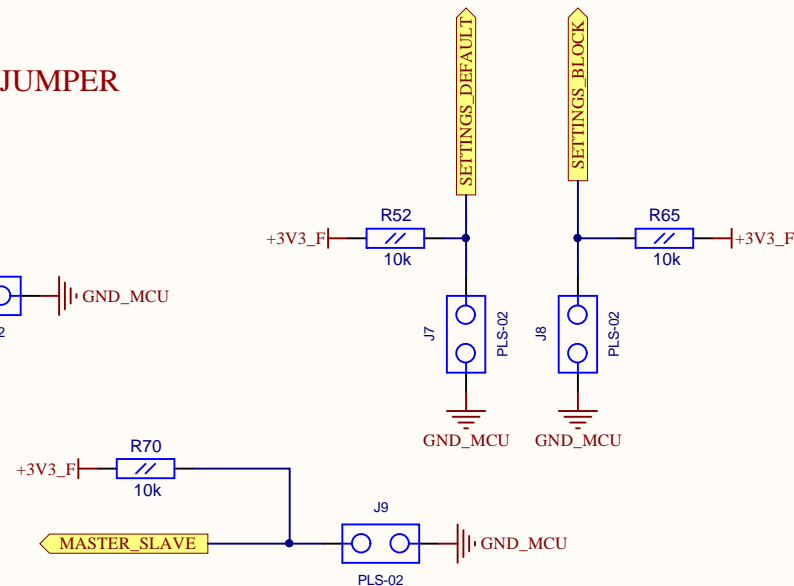 JUMPER
SETTINGS_DEFAULT
SETTINGS_BLOCK
R52
+3V3_F
10k
R65
+3V3_F
10k
GND_MCU
2
J7
PLS-02
J8
PLS-02
GND_MCU
GND_MCU
R70
+3V3_F
10k
J9
MASTER_SLAVE
GND_MCU
PLS-02